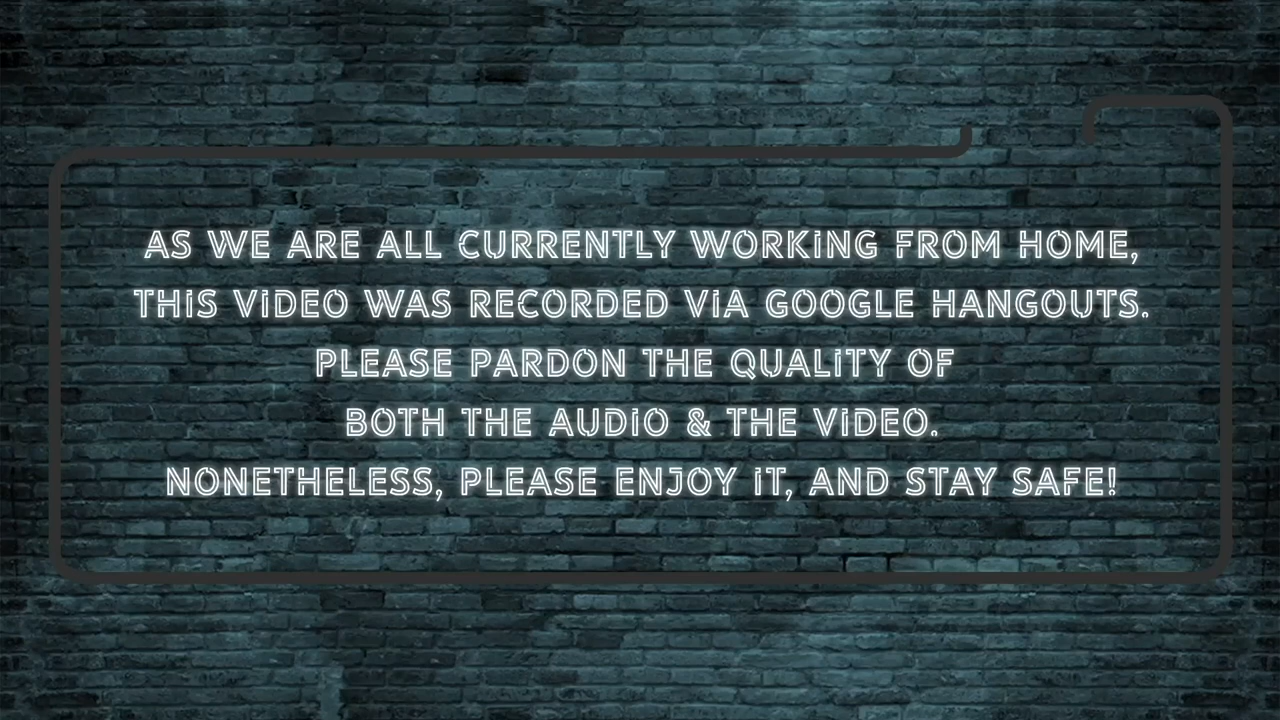 AS WE ARE ALL CURRENTLY WORKiNG FROM HOME,
THiS ViDEO WAS RECORDED ViA GOOGLE HANGOUTS.
PLEASE PARDON THE QUALiTY OF
BOTH THE AUDiO & THE ViDEO.
NONETHELESS, PLEASE ENJOY iT, AND STAY SAFE!